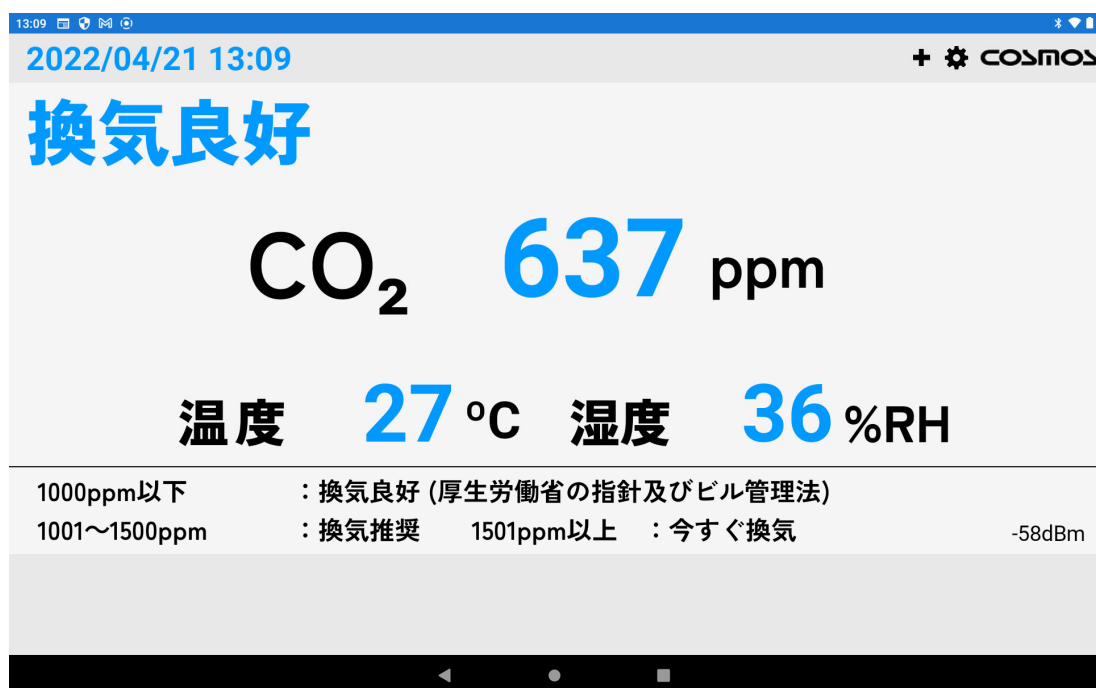 13:09
2022/04/21 13:09
COSMOS
換気良好
CO₂ 637 ppm
温度 27 ℃ 湿度 36 %RH
1000ppm以下 :換気良好 (厚生労働省の指針及びビル管理法)
1001～1500ppm :換気推奨 1501ppm以上 :今すぐ換気
-58dBm